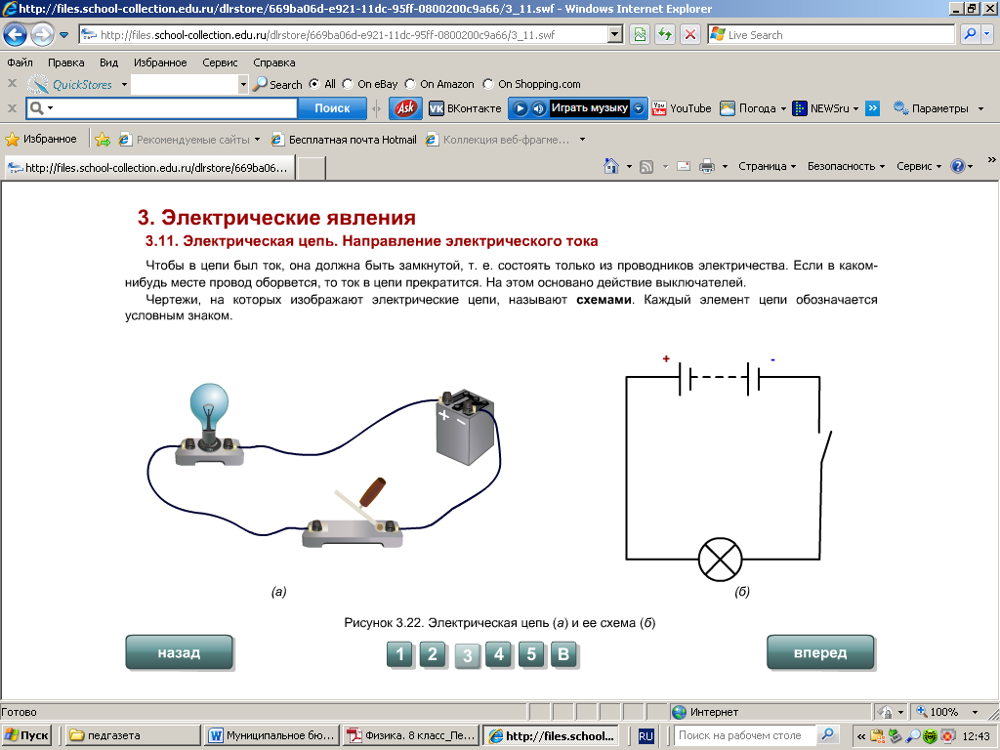 http://files.school-collection.edu.ru/dlrstore/669ba06d-e921-11dc-95ff-0800200c9a66/3_11.swf - Windows Internet Explorer
http://files.school-collection.edu.ru/dlrstore/669ba06d-e921-11dc-95ff-0800200c9a66/3_11.swf Live Search
Файл Правка Вид Избранное Сервис Справка
x QuickStores Search All On eBay On Amazon On Shopping.com
x Поиск Ask ВКонтакте Играть музыку YouTube Погода NEWSru » Параметры
Избранное Рекомендуемые сайты Бесплатная почта Hotmail Коллекция веб-фрагме...
http://files.school-collection.edu.ru/dlrstore/669ba06... Страница Безопасность Сервис »
3. Электрические явления
3.11. Электрическая цепь. Направление электрического тока
Чтобы в цепи был ток, она должна быть замкнутой, т. е. состоять только из проводников электричества. Если в каком-
нибудь месте провод оборвется, то ток в цепи прекратится. На этом основано действие выключателей.
Чертежи, на которых изображают электрические цепи, называют схемами. Каждый элемент цепи обозначается
условным знаком.
+ -
+ -
(а) (б)
Рисунок 3.22. Электрическая цепь (а) и ее схема (б)
назад 1 2 3 4 5 В вперед
Готово Интернет 100%
Пуск педгазета Муниципальное бю... Физика. 8 класс_Пе... http://files.school... RU Поиск на рабочем столе « 12:43